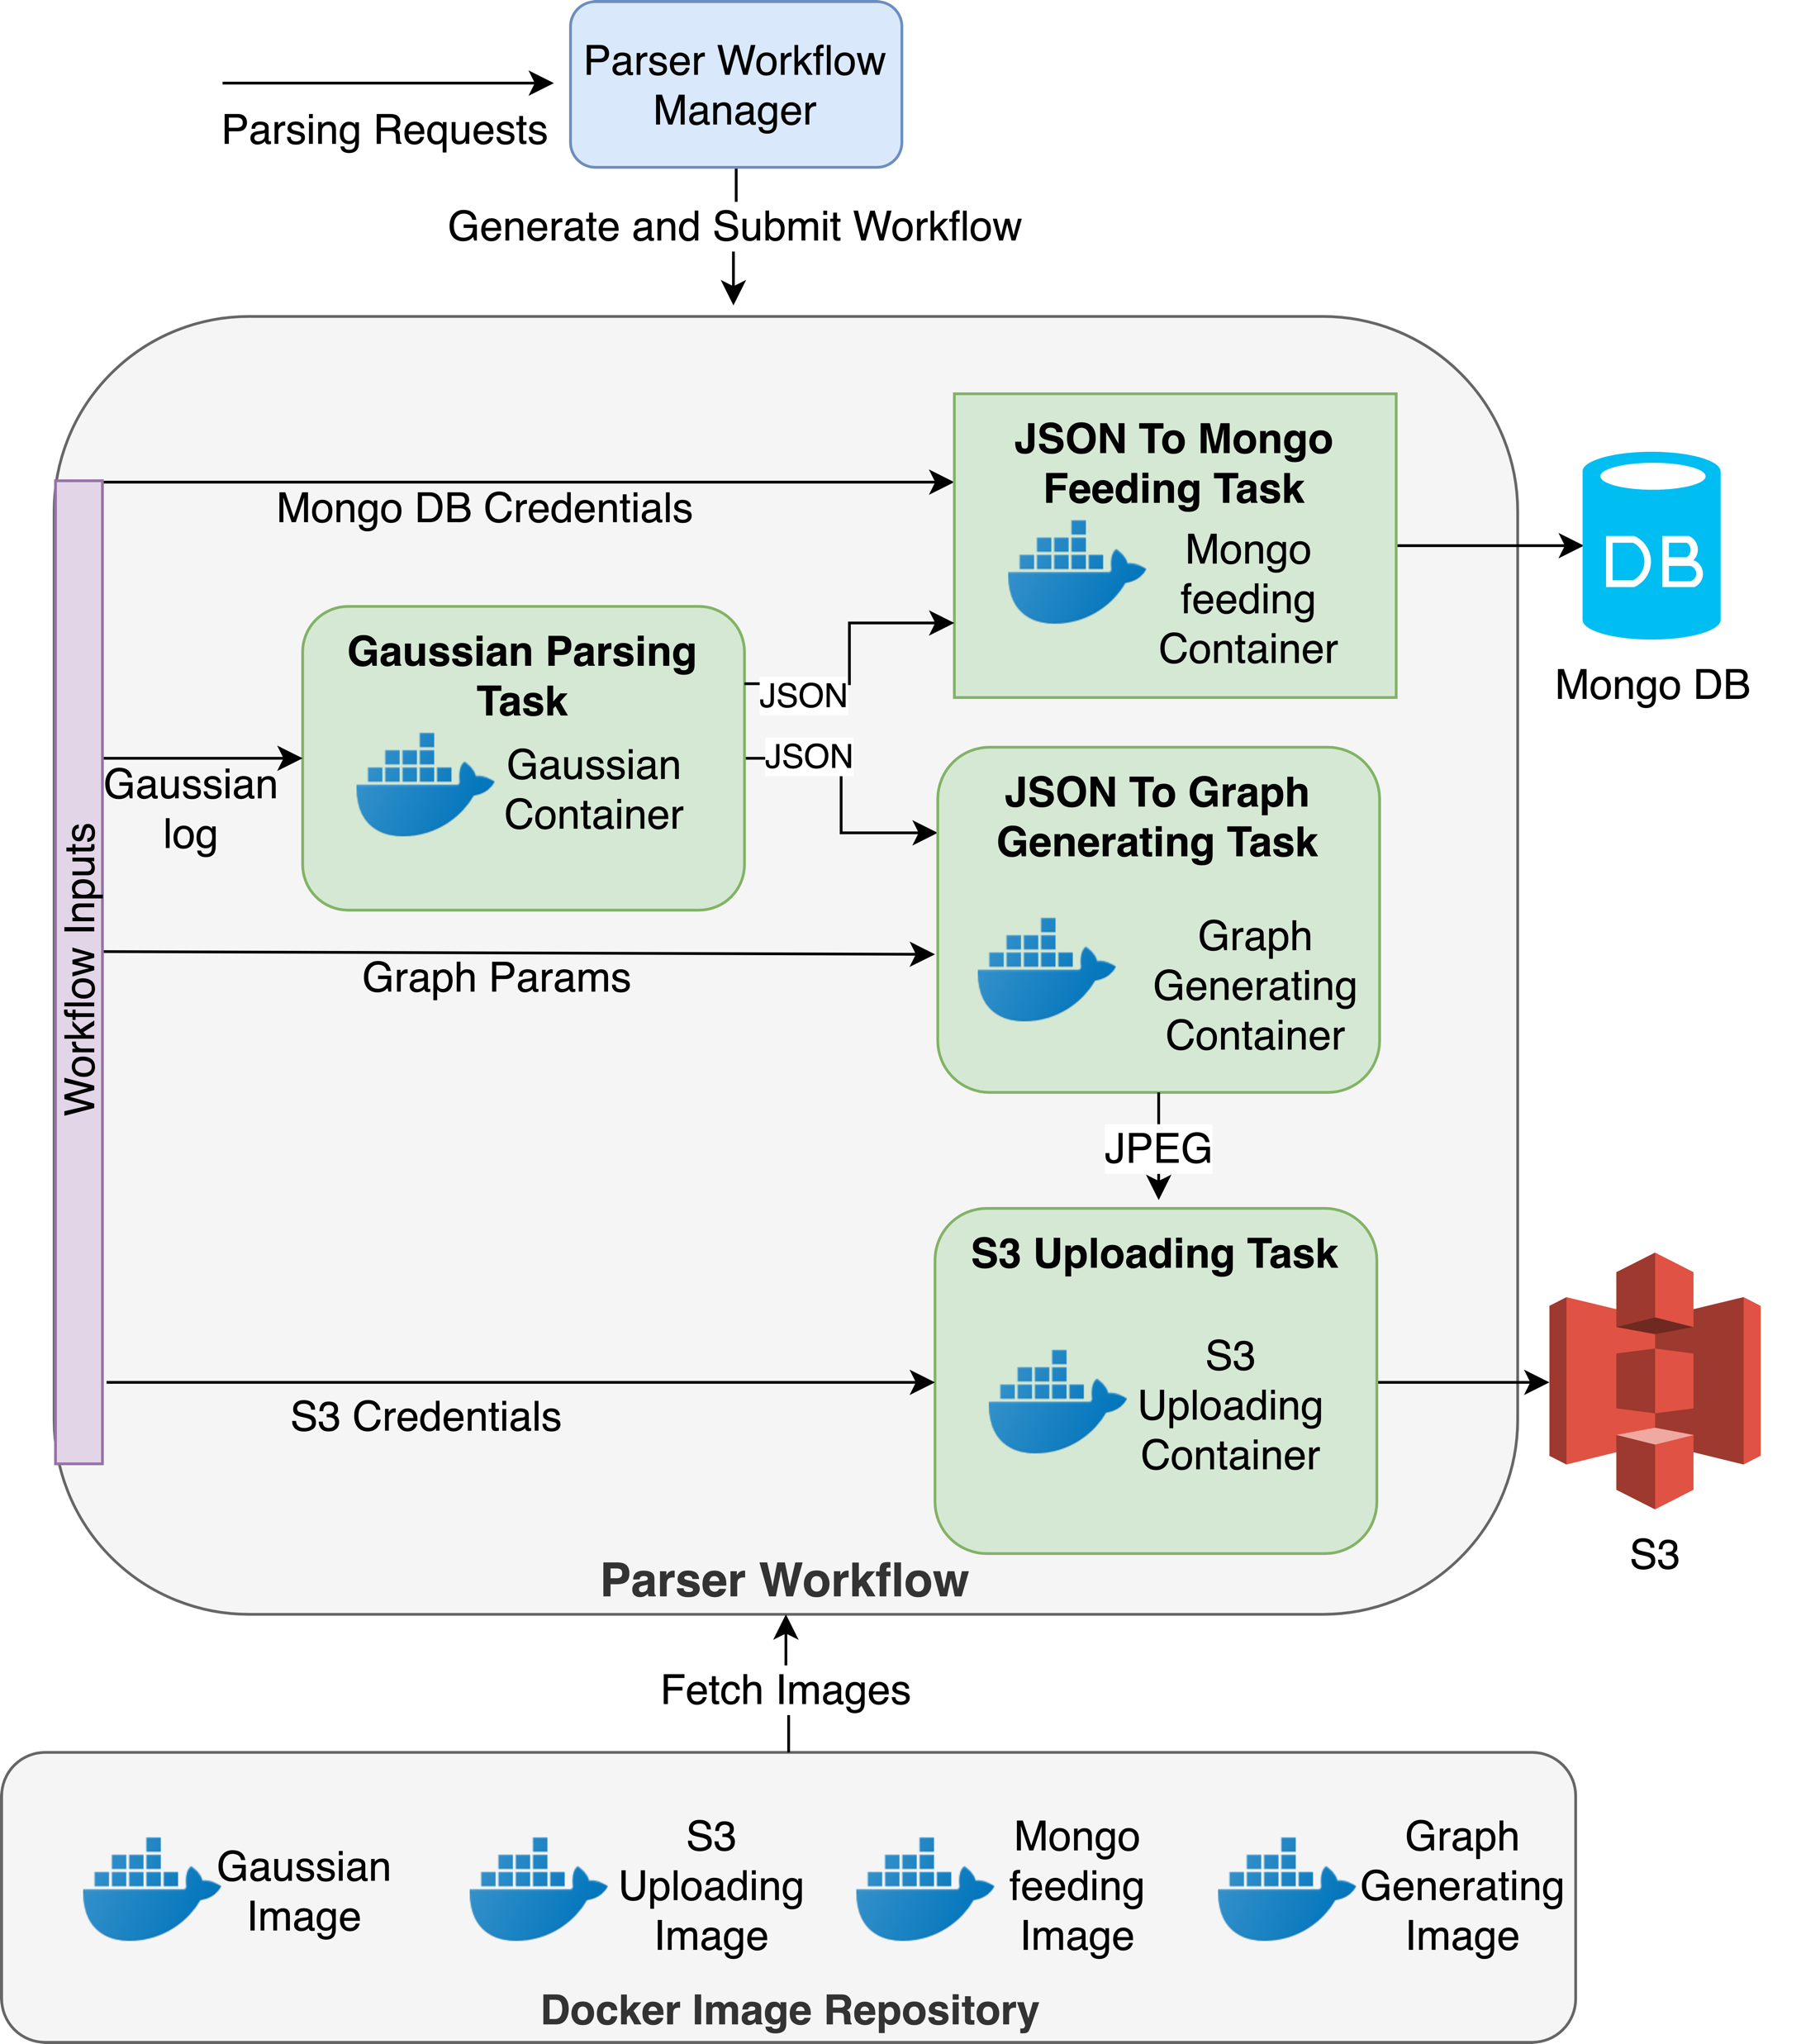 Parser Workflow
Manager
Parsing Requests
Generate and Submit Workflow
JSON To Mongo
Feeding Task
Mongo
feeding
Container
Mongo DB Credentials
DB
Mongo DB
Gaussian Parsing
Task
Gaussian
Container
JSON
JSON
Gaussian
log
Workflow Inputs
JSON To Graph
Generating Task
Graph
Generating
Container
Graph Params
JPEG
S3 Uploading Task
S3
Uploading
Container
S3 Credentials
S3
Parser Workflow
Fetch Images
Gaussian
Image
S3
Uploading
Image
Mongo
feeding
Image
Graph
Generating
Image
Docker Image Repository